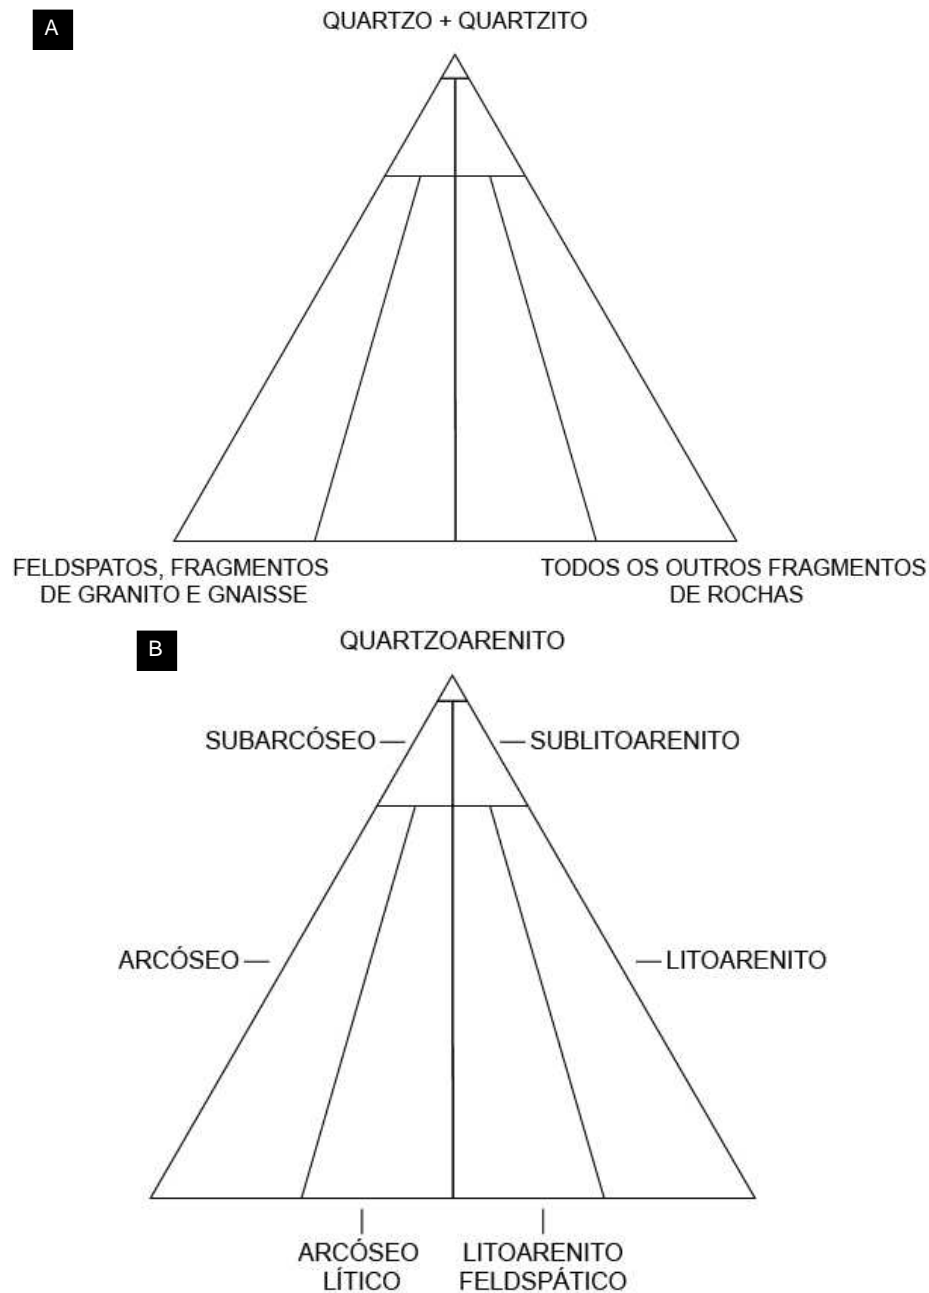 A
QUARTZO + QUARTZITO
FELDSPATOS, FRAGMENTOS
DE GRANITO E GNAISSE
TODOS OS OUTROS FRAGMENTOS
DE ROCHAS
B
QUARTZOARENITO
SUBARCÓSEO
SUBLITOARENITO
ARCÓSEO
LITOARENITO
ARCÓSEO
LÍTICO
LITOARENITO
FELDSPÁTICO